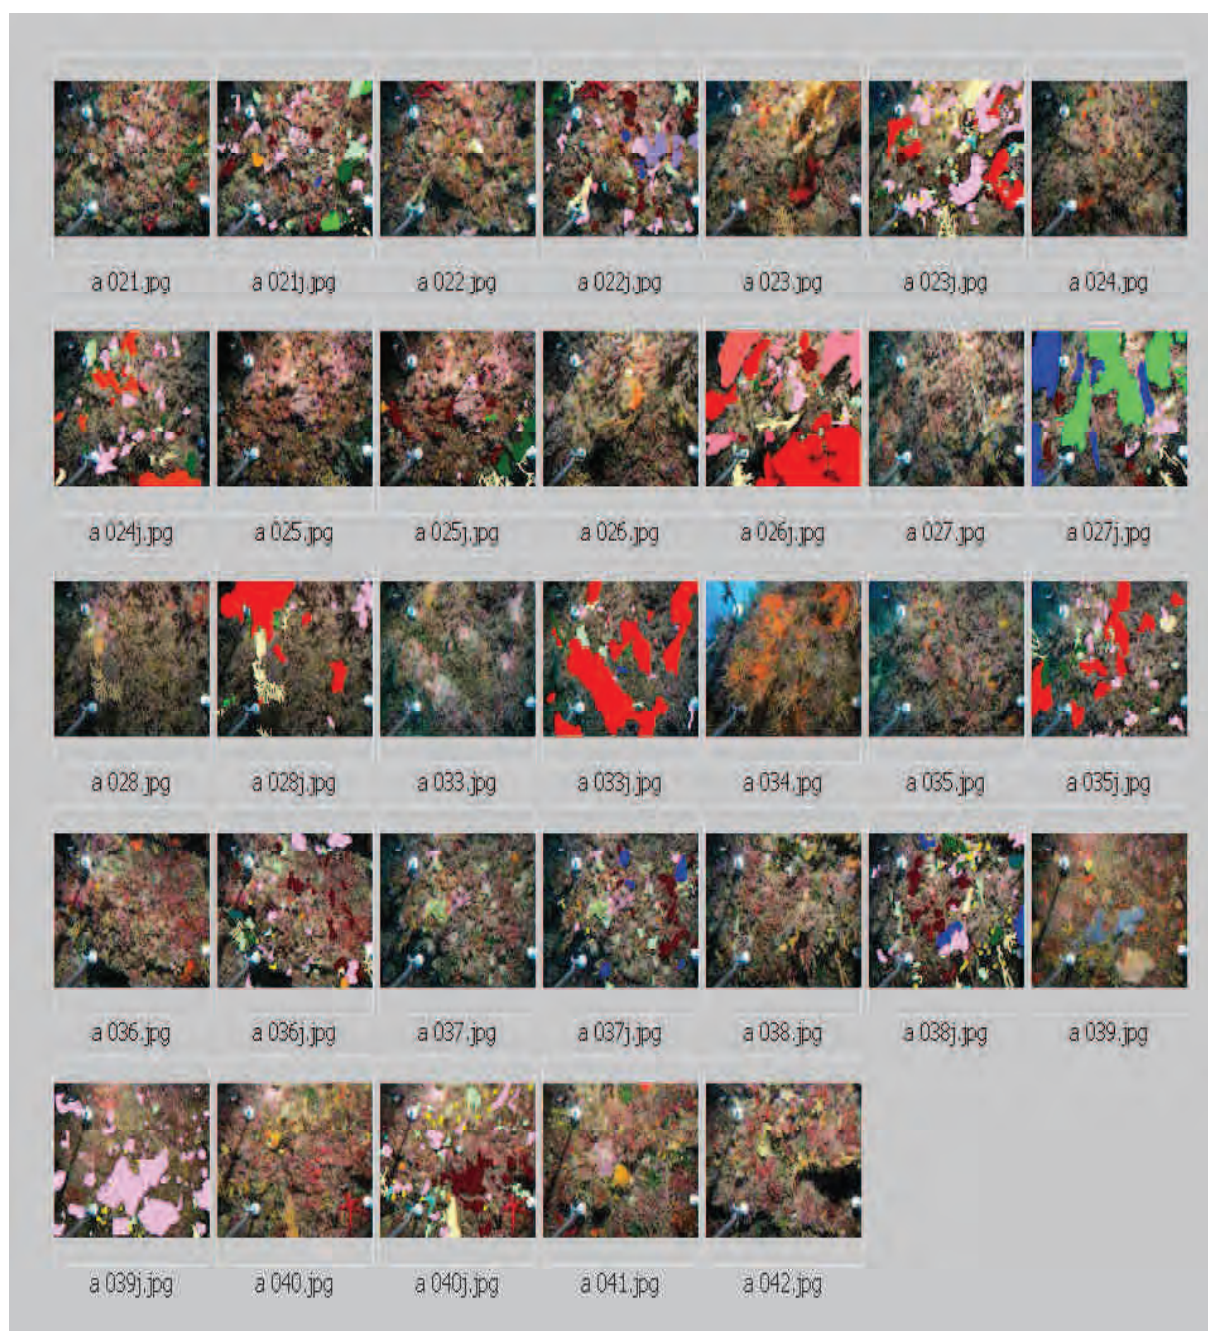 a 021.jpg a 021j.jpg a 022.jpg a 022j.jpg a 023.jpg a 023j.jpg a 024.jpg
a 024j.jpg a 025.jpg a 025j.jpg a 026.jpg a 026j.jpg a 027.jpg a 027j.jpg
a 028.jpg a 028j.jpg a 033.jpg a 033j.jpg a 034.jpg a 035.jpg a 035j.jpg
a 036.jpg a 036j.jpg a 037.jpg a 037j.jpg a 038.jpg a 038j.jpg a 039.jpg
a 039j.jpg a 040.jpg a 040j.jpg a 041.jpg a 042.jpg